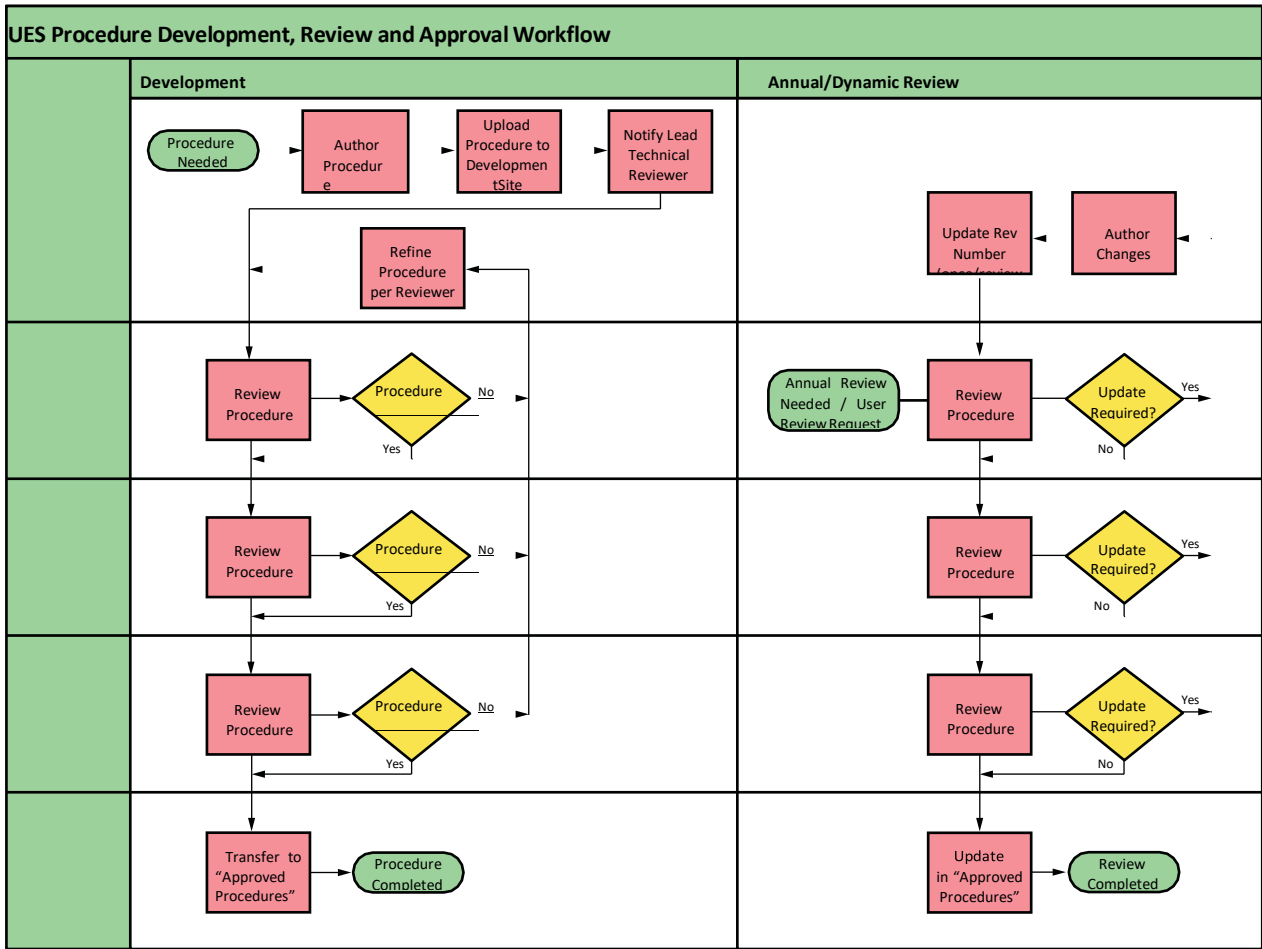 UES Procedure Development, Review and Approval Workflow
Development
Annual/Dynamic Review
Procedure
Needed
Author
Procedur
e
Upload
Procedure to
Developmen
tSite
Notify Lead
Technical
Reviewer
Refine
Procedure
per Reviewer
Update Rev
Number
Author
Changes
Review
Procedure
Procedure
No
Yes
Annual Review
Needed / User
Review Request
Review
Procedure
Update
Required?
Yes
No
Review
Procedure
Procedure
No
Yes
Review
Procedure
Update
Required?
Yes
No
Review
Procedure
Procedure
No
Yes
Review
Procedure
Update
Required?
Yes
No
Transfer to
“Approved
Procedures”
Procedure
Completed
Update
in “Approved
Procedures”
Review
Completed